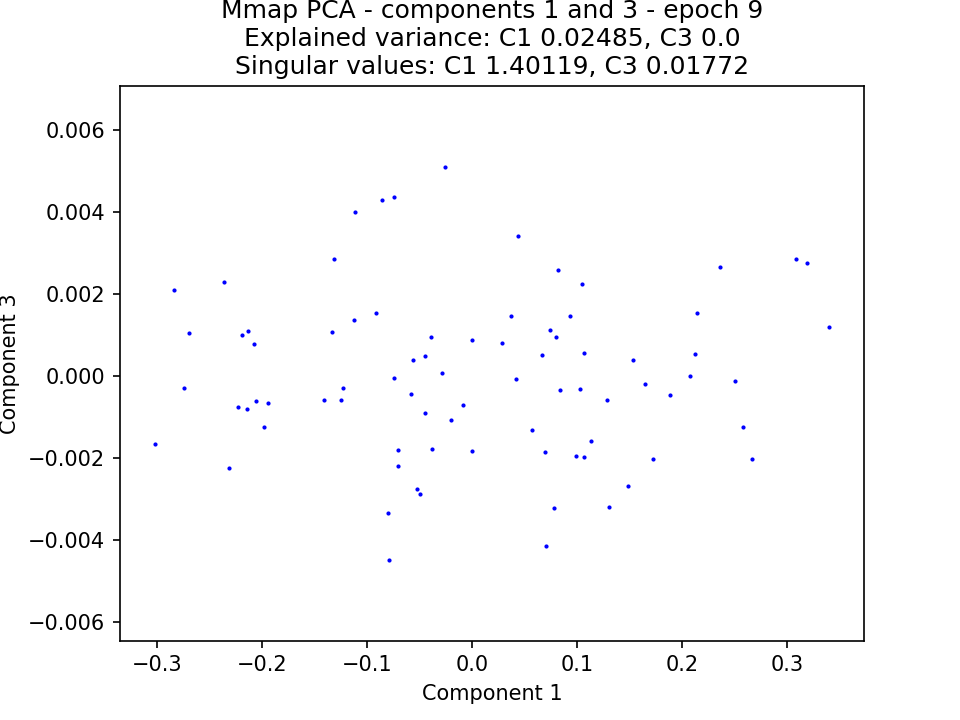 Mmap PCA - components 1 and 3 - epoch 9
Explained variance: C1 0.02485, C3 0.0
Singular values: C1 1.40119, C3 0.01772
0.006
0.004
0.002
0.000
−0.002
−0.004
−0.006
Component 3
−0.3
−0.2
−0.1
0.0
0.1
0.2
0.3
Component 1